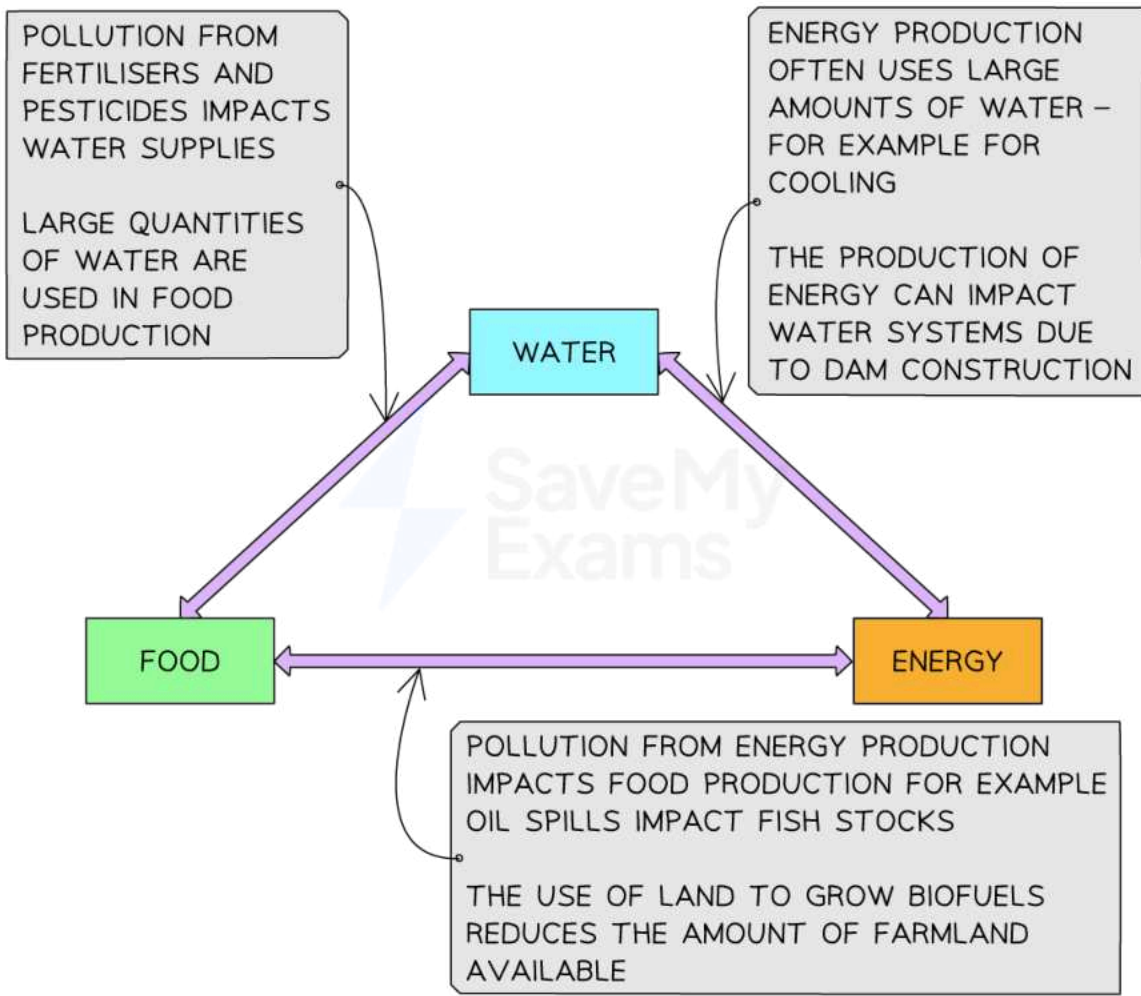 POLLUTION FROM
FERTILISERS AND
PESTICIDES IMPACTS
WATER SUPPLIES
LARGE QUANTITIES
OF WATER ARE
USED IN FOOD
PRODUCTION
ENERGY PRODUCTION
OFTEN USES LARGE
AMOUNTS OF WATER –
FOR EXAMPLE FOR
COOLING
THE PRODUCTION OF
ENERGY CAN IMPACT
WATER SYSTEMS DUE
TO DAM CONSTRUCTION
WATER
SaveMy
Exams
FOOD
ENERGY
POLLUTION FROM ENERGY PRODUCTION
IMPACTS FOOD PRODUCTION FOR EXAMPLE
OIL SPILLS IMPACT FISH STOCKS
THE USE OF LAND TO GROW BIOFUELS
REDUCES THE AMOUNT OF FARMLAND
AVAILABLE